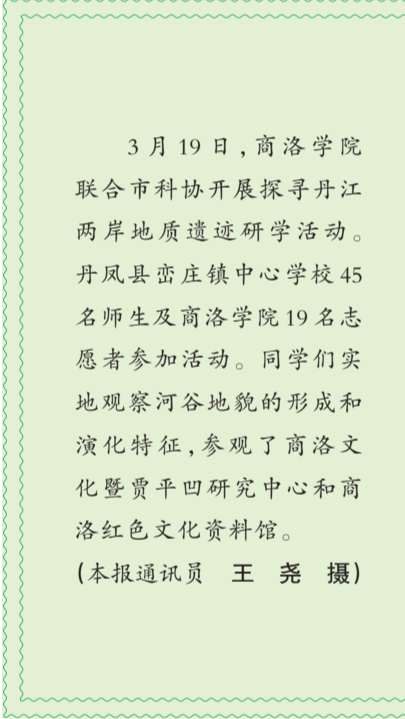 3月19日，商洛学院
联合市科协开展探寻丹江
两岸地质遗迹研学活动。
丹凤县峦庄镇中心学校45
名师生及商洛学院19名志
愿者参加活动。同学们实
地观察河谷地貌的形成和
演化特征，参观了商洛文
化暨贾平凹研究中心和商
洛红色文化资料馆。
（本报通讯员 王 尧 摄）